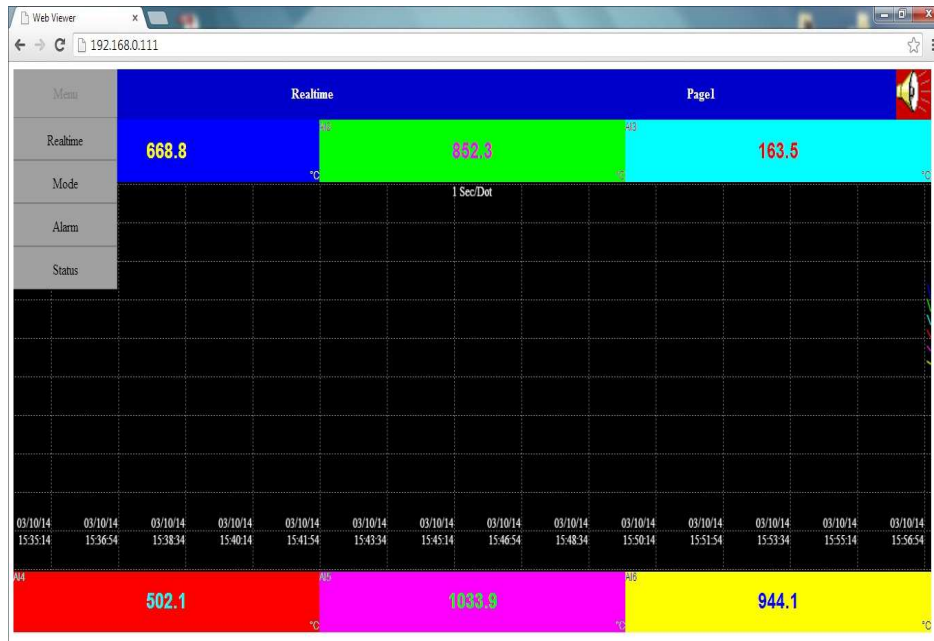 Web Viewer
192.168.0.111
Menu
Realtime
Page1
Realtime
Mode
Alarm
Status
668.8
°C
AI2
852.3
°C
AI3
163.5
°C
1 Sec/Dot
03/10/14 03/10/14 03/10/14 03/10/14 03/10/14 03/10/14 03/10/14 03/10/14 03/10/14 03/10/14 03/10/14 03/10/14 03/10/14 03/10/14
15:35:14 15:36:54 15:38:34 15:40:14 15:41:54 15:43:34 15:45:14 15:46:54 15:48:34 15:50:14 15:51:54 15:53:34 15:55:14 15:56:54
AI4
502.1
°C
AI5
1033.9
°C
AI6
944.1
°C